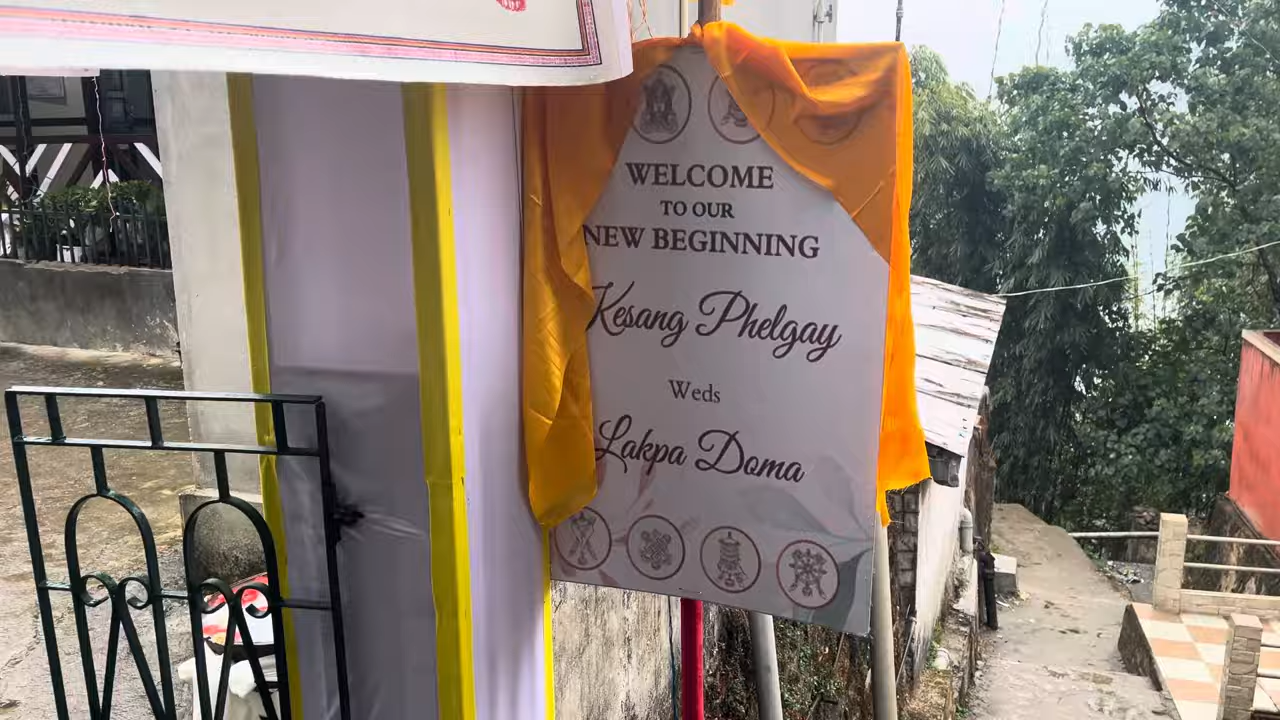 WELCOME
TO OUR
NEW BEGINNING
Kesang Phelgay
Weds
Lakpa Doma